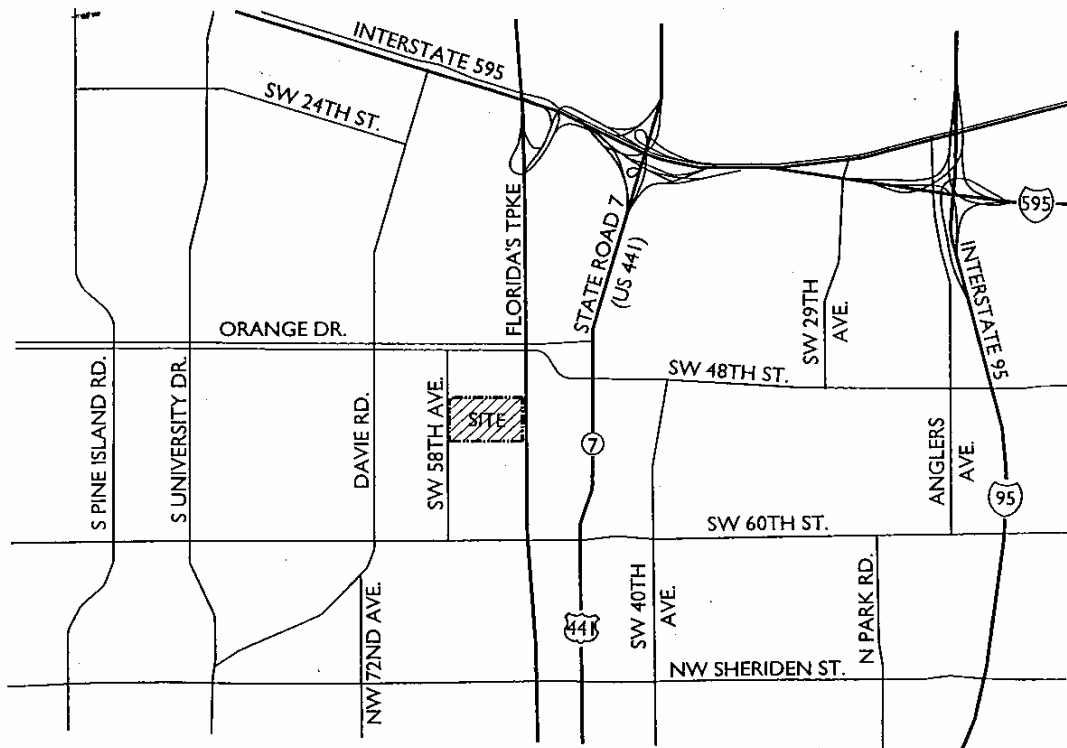 INTERSTATE 595
SW 24TH ST.
595
FLORIDA'S TPKE
STATE ROAD 7
(US 441)
SW 29TH
AVE.
INTERSTATE 95
ORANGE DR.
SW 48TH ST.
S PINE ISLAND RD.
S UNIVERSITY DR.
DAVIE RD.
SW 58TH AVE.
SITE
7
ANGLERS
AVE.
95
SW 60TH ST.
NW 72ND AVE.
441
SW 40TH
AVE.
N PARK RD.
NW SHERIDEN ST.